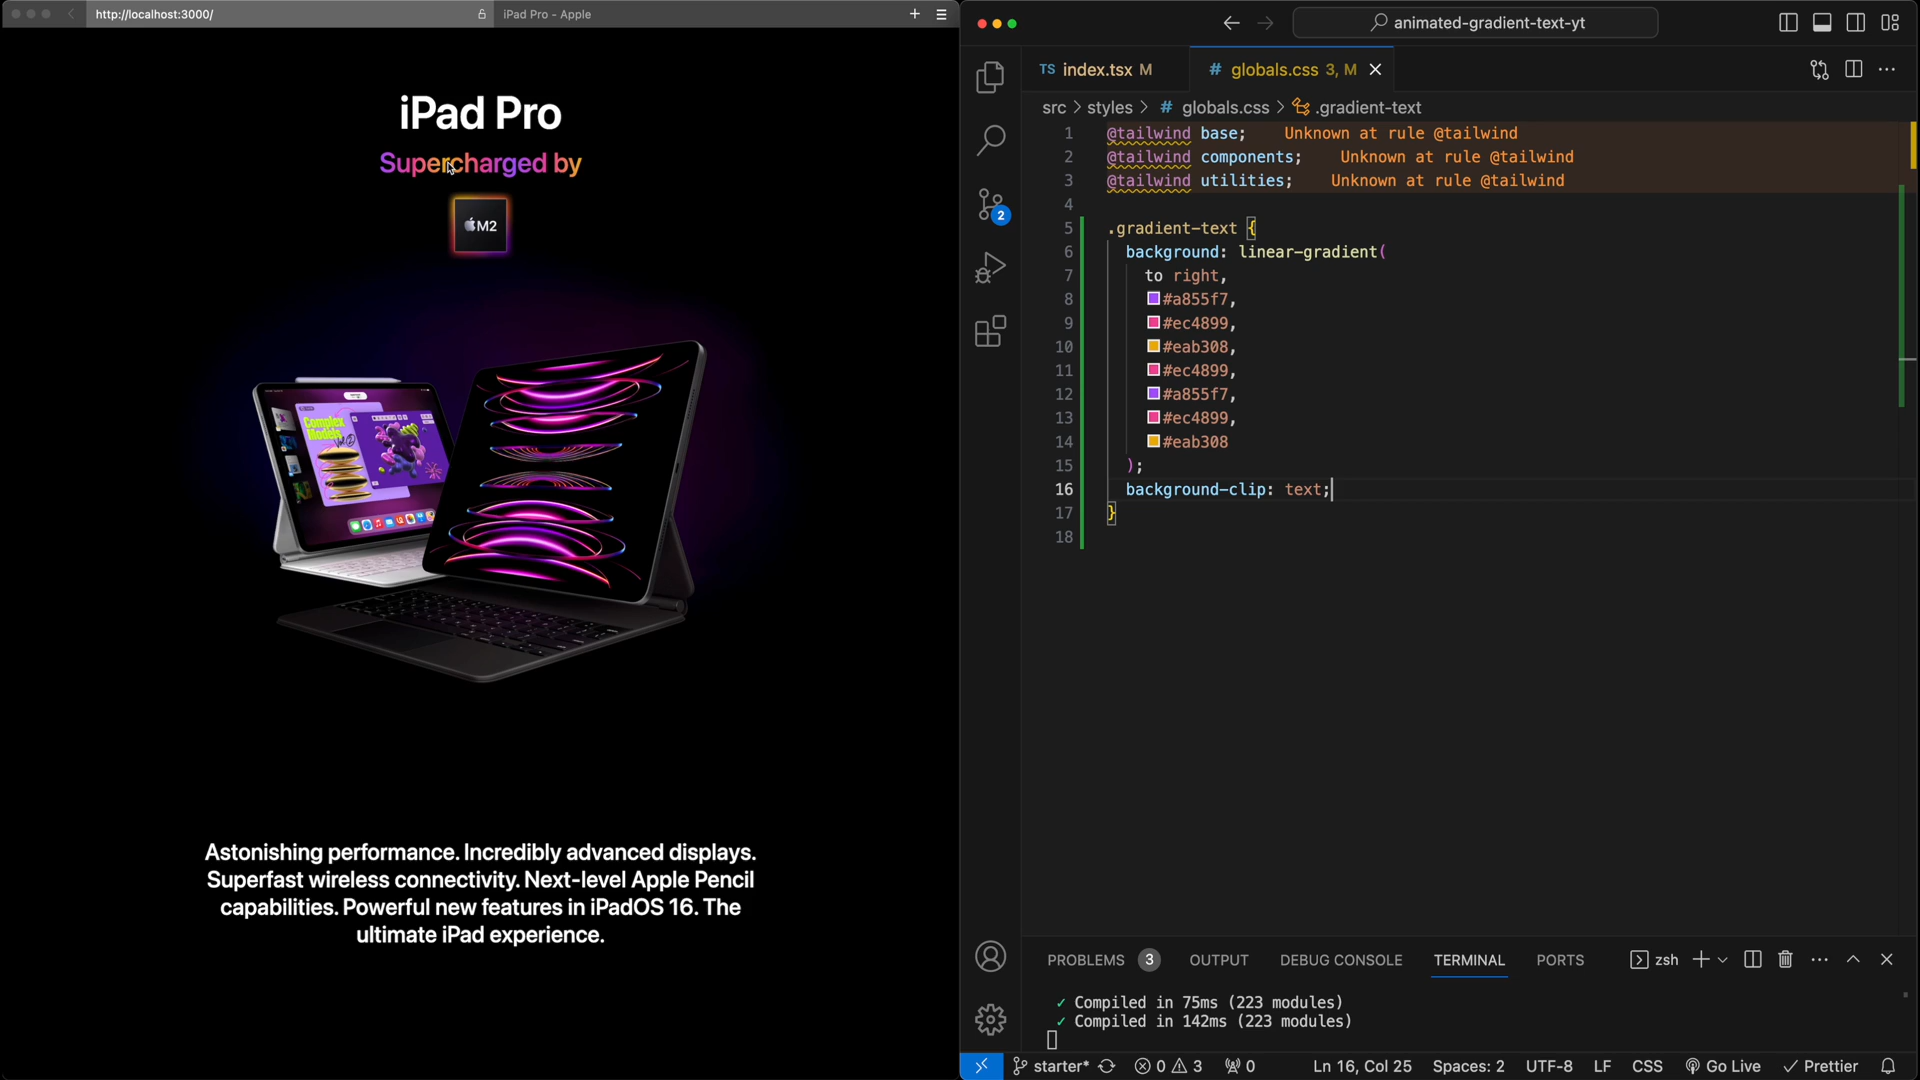 http://localhost:3000/
iPad Pro - Apple
iPad Pro
Supercharged by
M2
Complex
Models
Astonishing performance. Incredibly advanced displays.
Superfast wireless connectivity. Next-level Apple Pencil
capabilities. Powerful new features in iPadOS 16. The
ultimate iPad experience.
animated-gradient-text-yt
TS index.tsx M
# globals.css 3, M
src > styles > # globals.css > .gradient-text
1 @tailwind base; Unknown at rule @tailwind
2 @tailwind components; Unknown at rule @tailwind
3 @tailwind utilities; Unknown at rule @tailwind
4
5 .gradient-text {
6 background: linear-gradient(
7 to right,
8 #a855f7,
9 #ec4899,
10 #eab308,
11 #ec4899,
12 #a855f7,
13 #ec4899,
14 #eab308
15 );
16 background-clip: text;
17 }
18
2
PROBLEMS 3 OUTPUT DEBUG CONSOLE TERMINAL PORTS zsh
✓ Compiled in 75ms (223 modules)
✓ Compiled in 142ms (223 modules)
starter* 0 3 0 Ln 16, Col 25 Spaces: 2 UTF-8 LF CSS Go Live Prettier